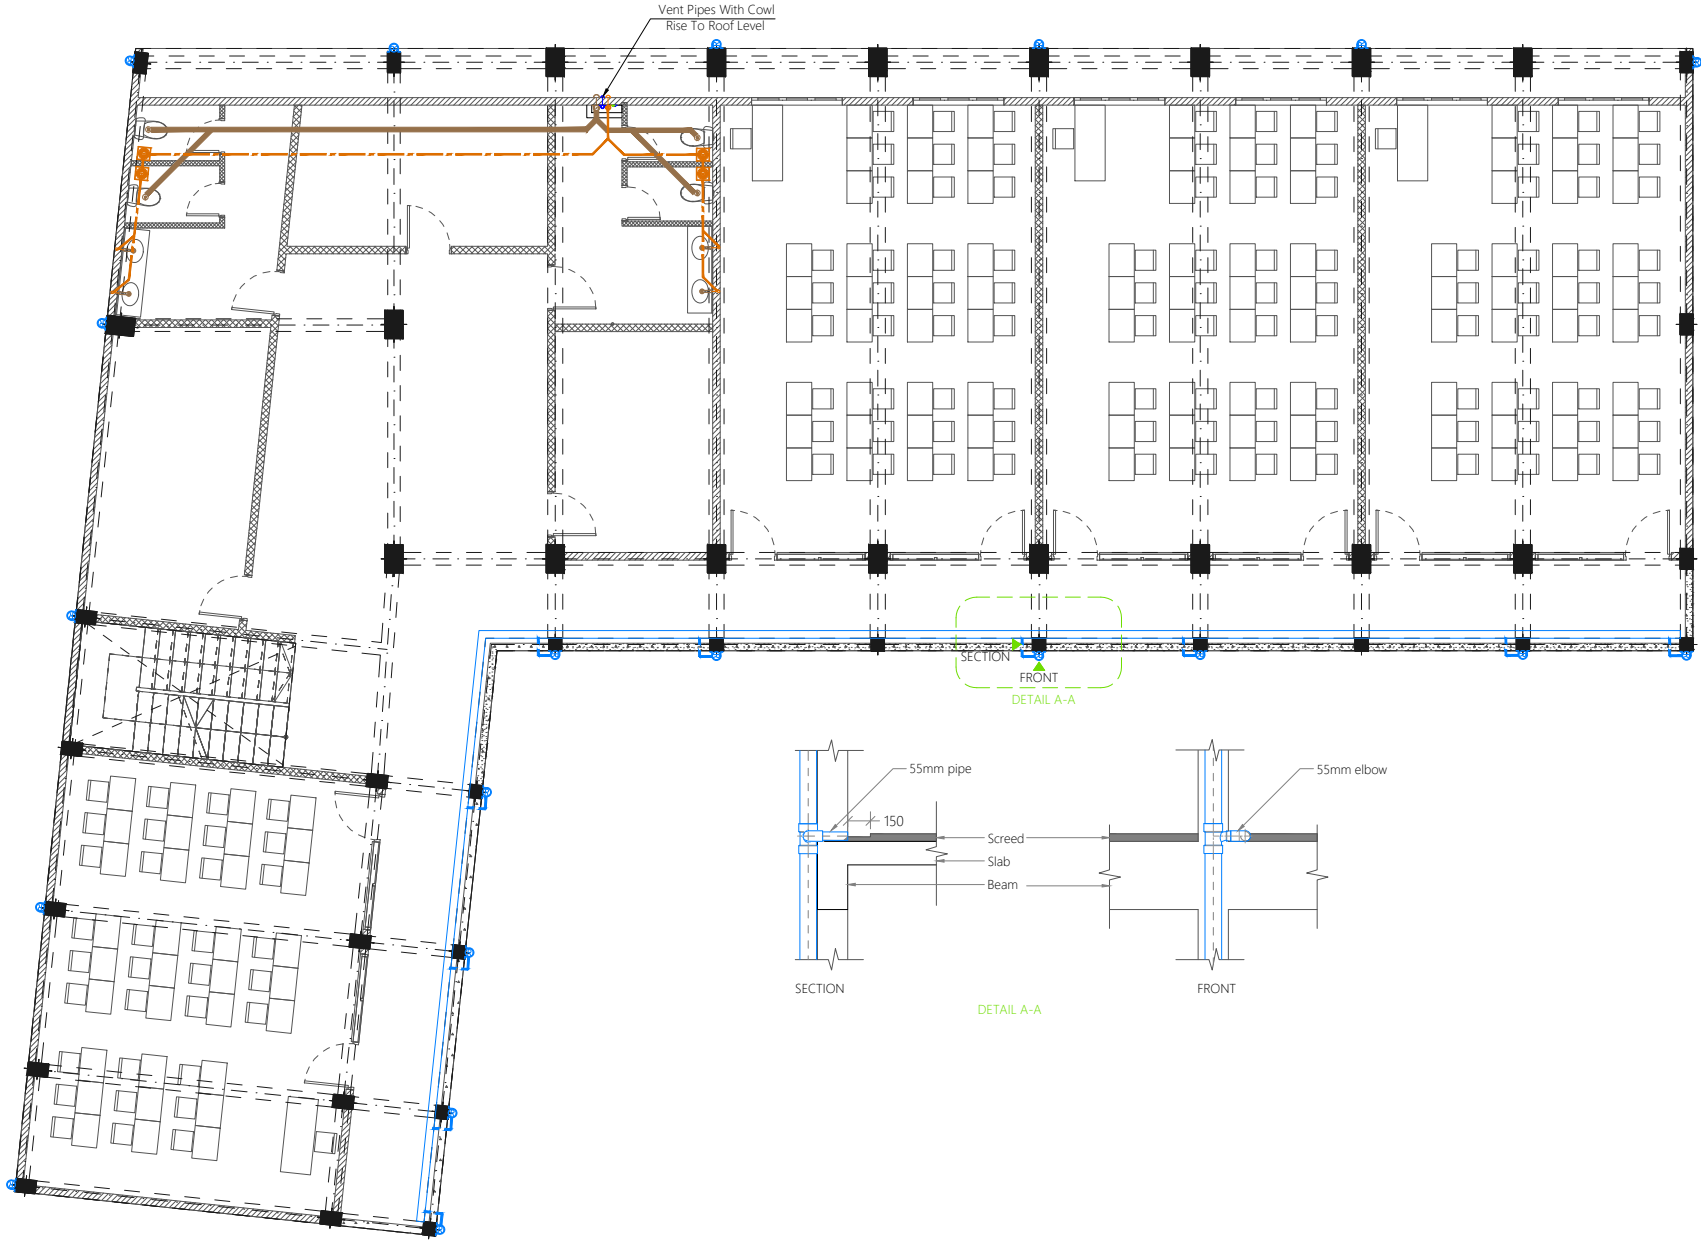 Vent Pipes With Cowl
Rise To Roof Level
SECTION
FRONT
DETAIL A-A
55mm pipe
55mm elbow
150
Screed
Slab
Beam
SECTION
FRONT
DETAIL A-A